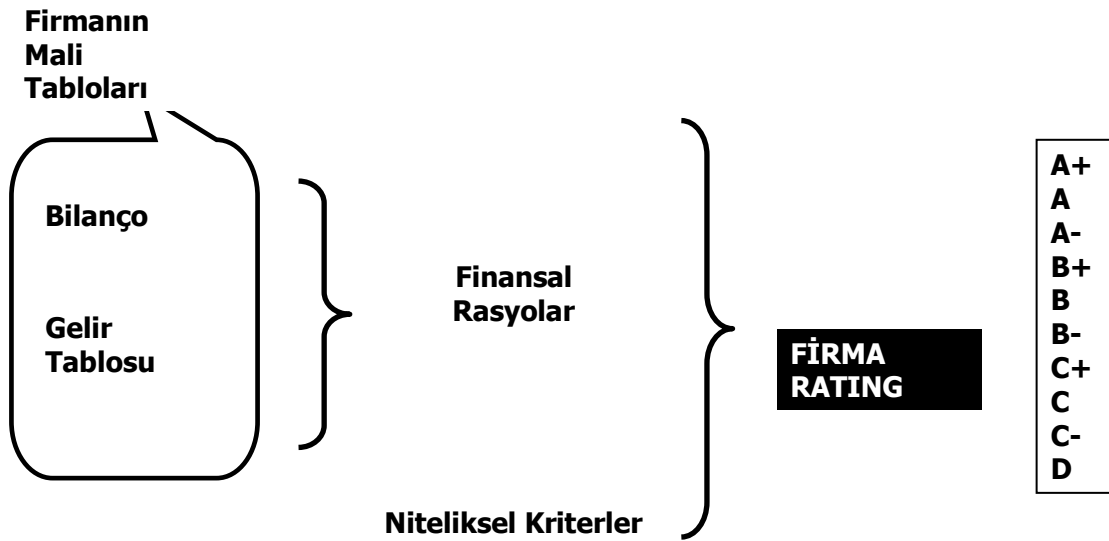 Firmanın
Mali
Tabloları
Bilanço
Gelir
Tablosu
Finansal
Rasyolar
Niteliksel Kriterler
FİRMA
RATING
A+
A
A-
B+
B
B-
C+
C
C-
D